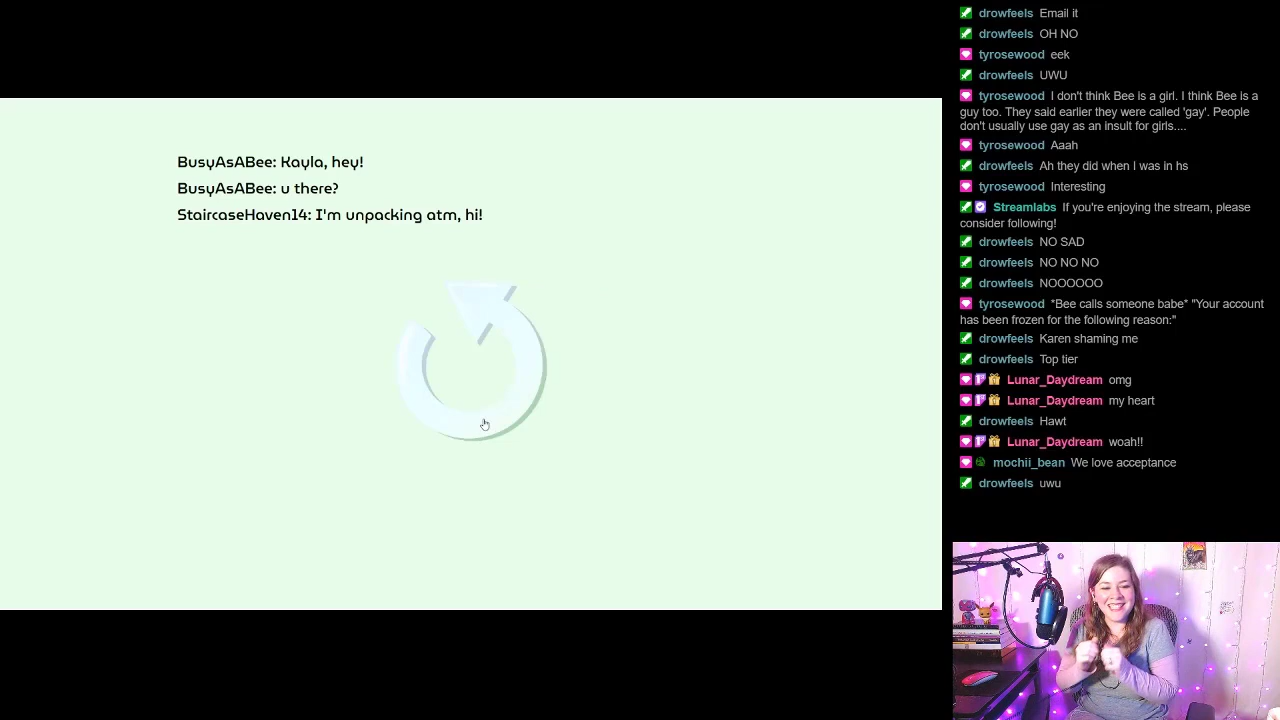 BusyAsABee: Kayla, hey!
BusyAsABee: u there?
StaircaseHaven14: I'm unpacking atm, hi!
drowfeels Email it
drowfeels OH NO
tyrosewood eek
drowfeels UWU
tyrosewood I don't think Bee is a girl. I think Bee is a
guy too. They said earlier they were called 'gay'. People
don't usually use gay as an insult for girls....
tyrosewood Aaah
drowfeels Ah they did when I was in hs
tyrosewood Interesting
Streamlabs If you're enjoying the stream, please
consider following!
drowfeels NO SAD
drowfeels NO NO NO
drowfeels NOOOOOO
tyrosewood *Bee calls someone babe* "Your account
has been frozen for the following reason:"
drowfeels Karen shaming me
drowfeels Top tier
Lunar_Daydream omg
Lunar_Daydream my heart
drowfeels Hawt
Lunar_Daydream woah!!
mochii_bean We love acceptance
drowfeels uwu